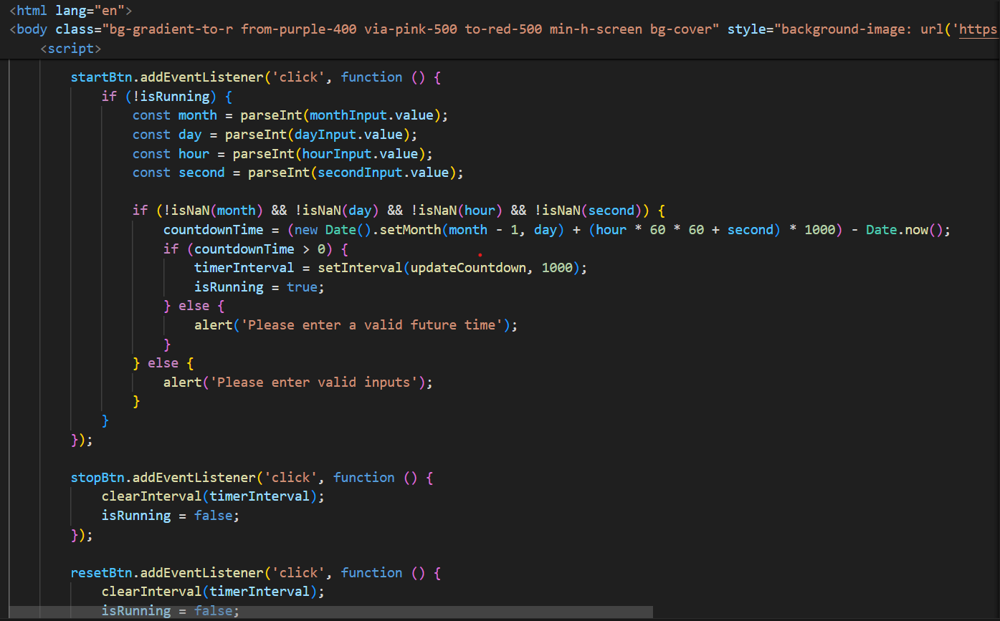 <html lang="en">
<body class="bg-gradient-to-r from-purple-400 via-pink-500 to-red-500 min-h-screen bg-cover" style="background-image: url('https
<script>
startBtn.addEventListener('click', function () {
if (!isRunning) {
const month = parseInt(monthInput.value);
const day = parseInt(dayInput.value);
const hour = parseInt(hourInput.value);
const second = parseInt(secondInput.value);
if (!isNaN(month) && !isNaN(day) && !isNaN(hour) && !isNaN(second)) {
countdownTime = (new Date().setMonth(month - 1, day) + (hour * 60 * 60 + second) * 1000) - Date.now();
if (countdownTime > 0) {
timerInterval = setInterval(updateCountdown, 1000);
isRunning = true;
} else {
alert('Please enter a valid future time');
}
} else {
alert('Please enter valid inputs');
}
}
});
stopBtn.addEventListener('click', function () {
clearInterval(timerInterval);
isRunning = false;
});
resetBtn.addEventListener('click', function () {
clearInterval(timerInterval);
isRunning = false;